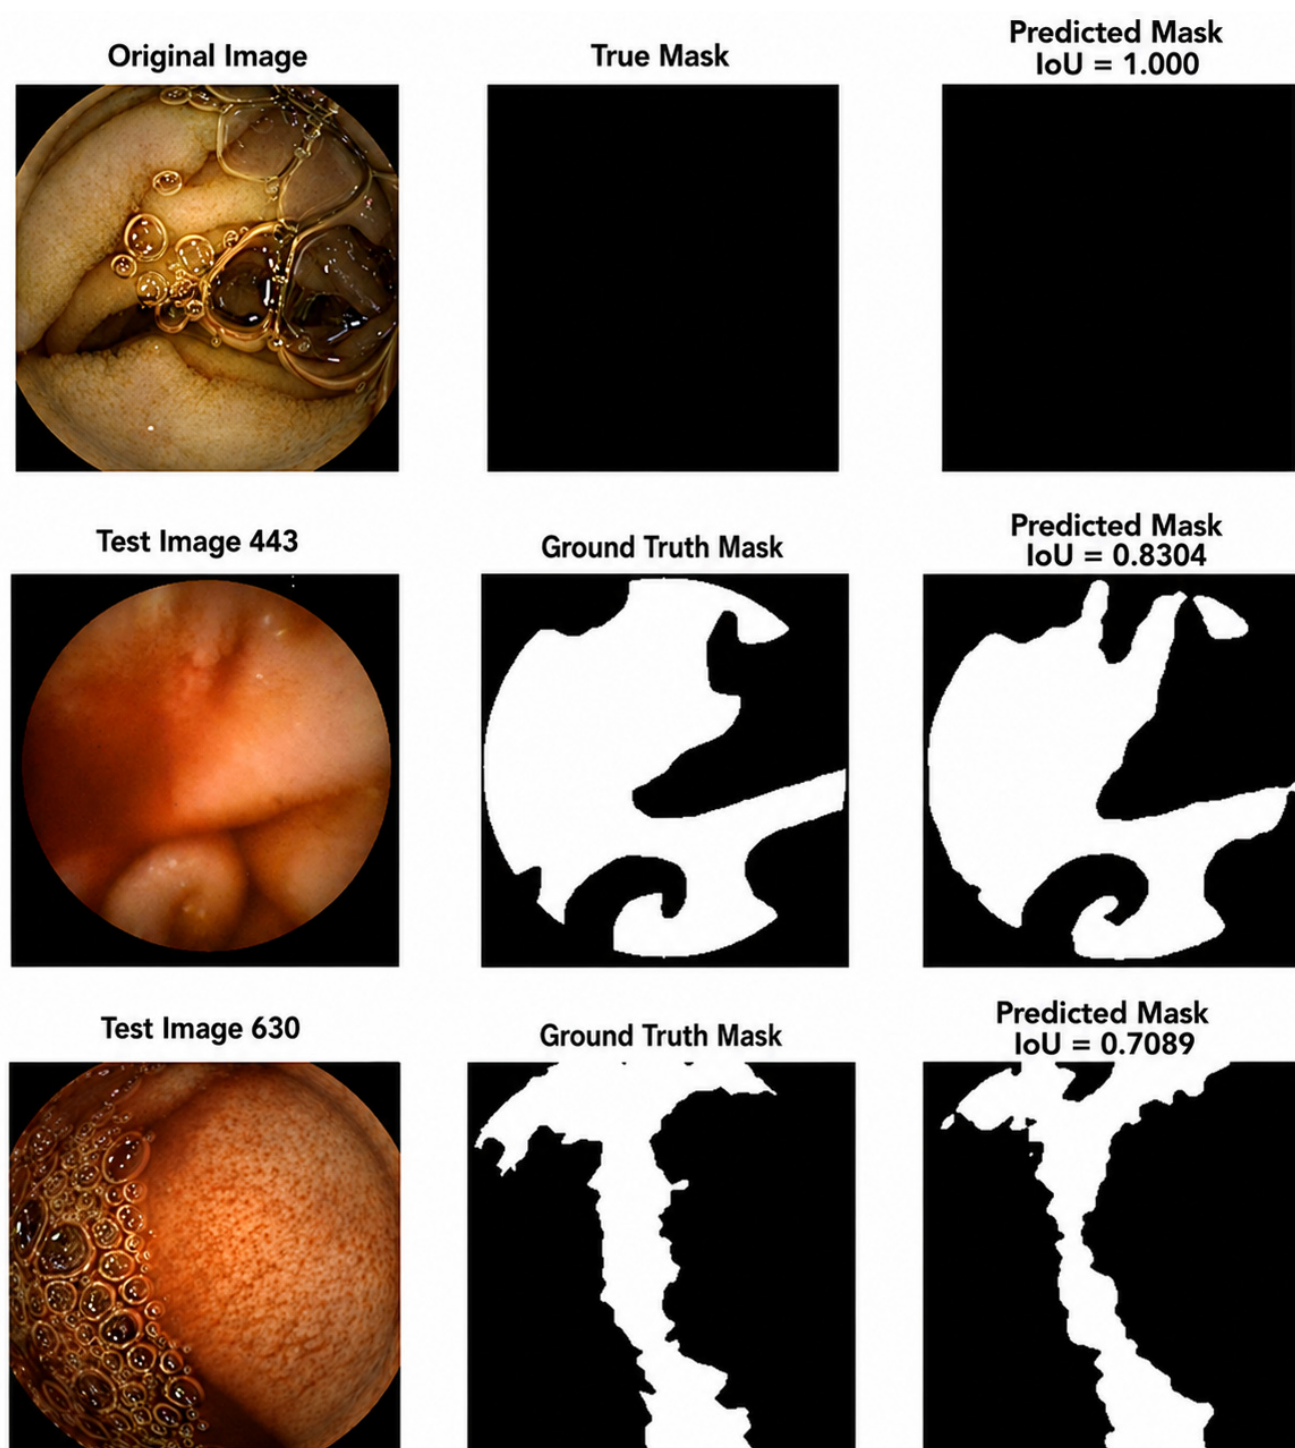 Original Image
True Mask
Predicted Mask
IoU = 1.000
Test Image 443
Ground Truth Mask
Predicted Mask
IoU = 0.8304
Test Image 630
Ground Truth Mask
Predicted Mask
IoU = 0.7089